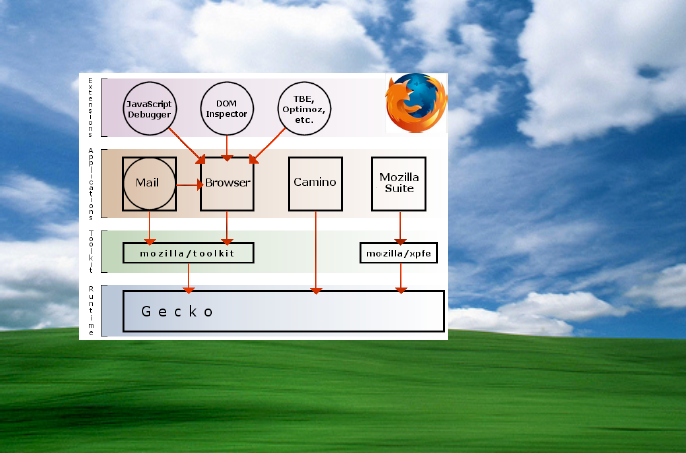 Extensions
JavaScript
Debugger
DOM
Inspector
TBE,
Optimoz,
etc.
Applications
Mail
Browser
Camino
Mozilla
Suite
Toolkit
mozilla/toolkit
mozilla/xpfe
Runtime
Gecko